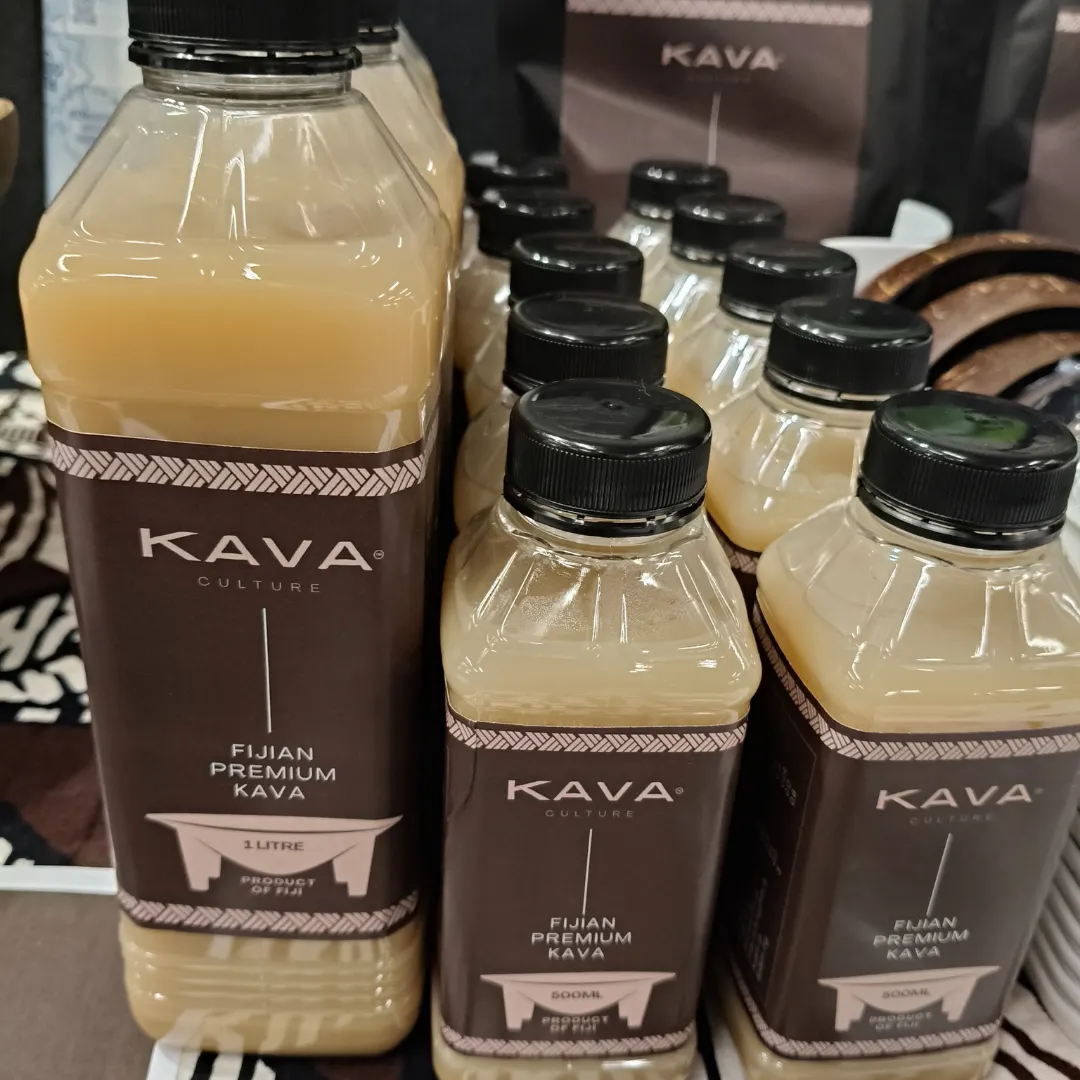 KAVA
CULTURE
KAVA
CULTURE
FIJIAN
PREMIUM
KAVA
1 LITRE
PRODUCT
OF FIJI
KAVA
CULTURE
FIJIAN
PREMIUM
KAVA
500ML
PRODUCT
OF FIJI
KAVA
CULTURE
FIJIAN
PREMIUM
KAVA
500ML
PRODUCT
OF FIJI